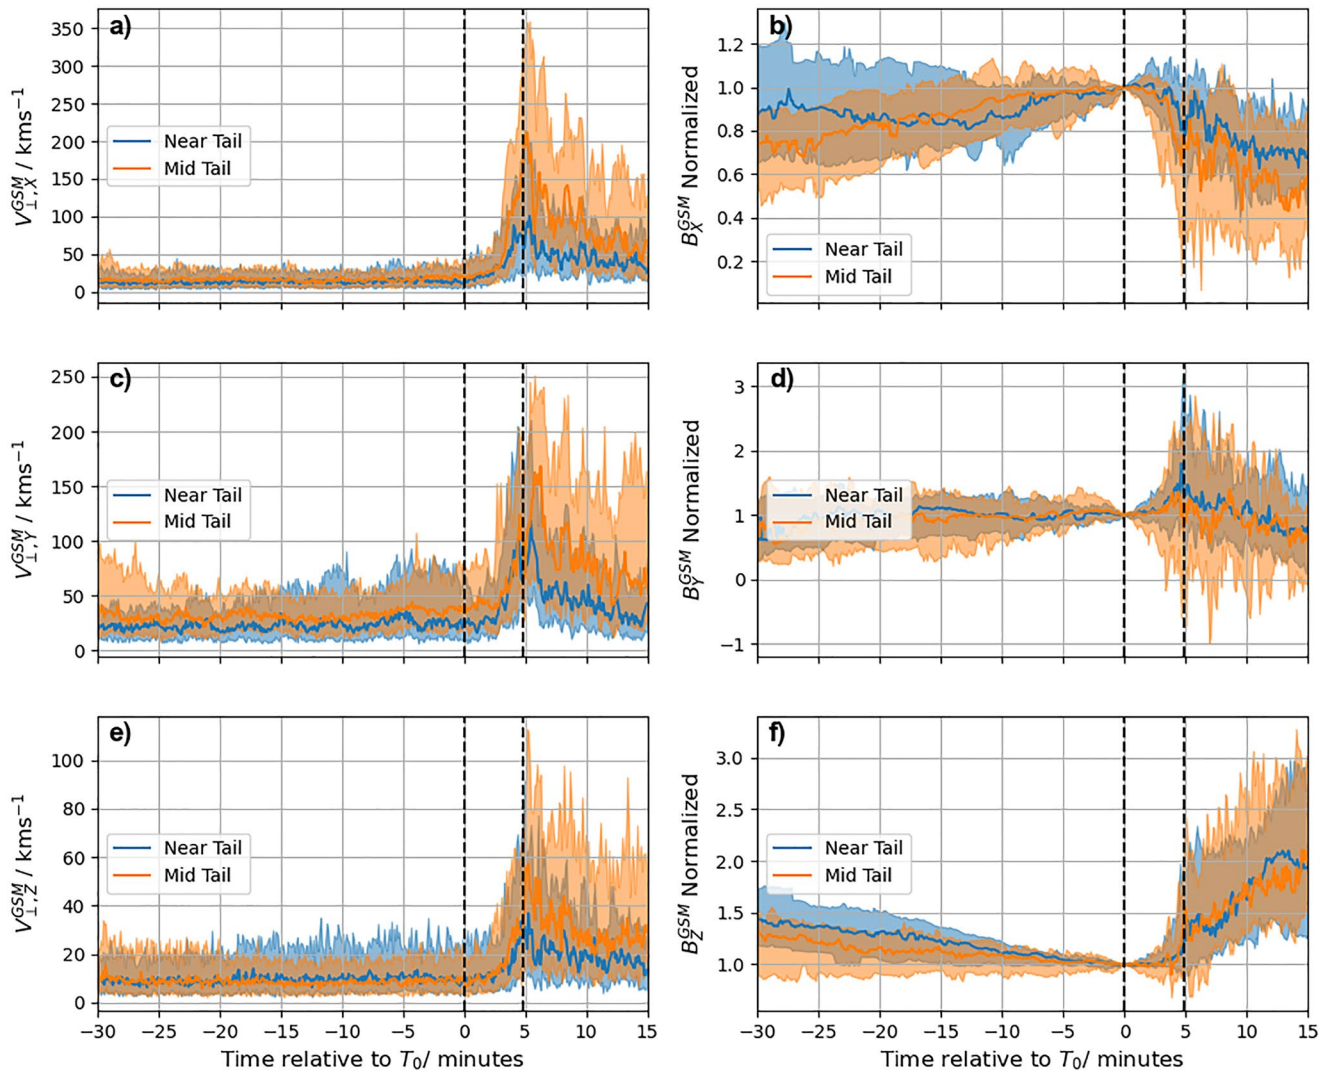 a)
350
300
250
200
150
100
50
0
V⊥,X^GSM / kms−1
Near Tail
Mid Tail
b)
1.2
1.0
0.8
0.6
0.4
0.2
B_X^GSM Normalized
Near Tail
Mid Tail
c)
250
200
150
100
50
0
V⊥,Y^GSM / kms−1
Near Tail
Mid Tail
d)
3
2
1
0
−1
B_Y^GSM Normalized
Near Tail
Mid Tail
e)
100
80
60
40
20
0
V⊥,Z^GSM / kms−1
Near Tail
Mid Tail
−30 −25 −20 −15 −10 −5 0 5 10 15
Time relative to T0/ minutes
f)
3.0
2.5
2.0
1.5
1.0
B_Z^GSM Normalized
Near Tail
Mid Tail
−30 −25 −20 −15 −10 −5 0 5 10 15
Time relative to T0/ minutes